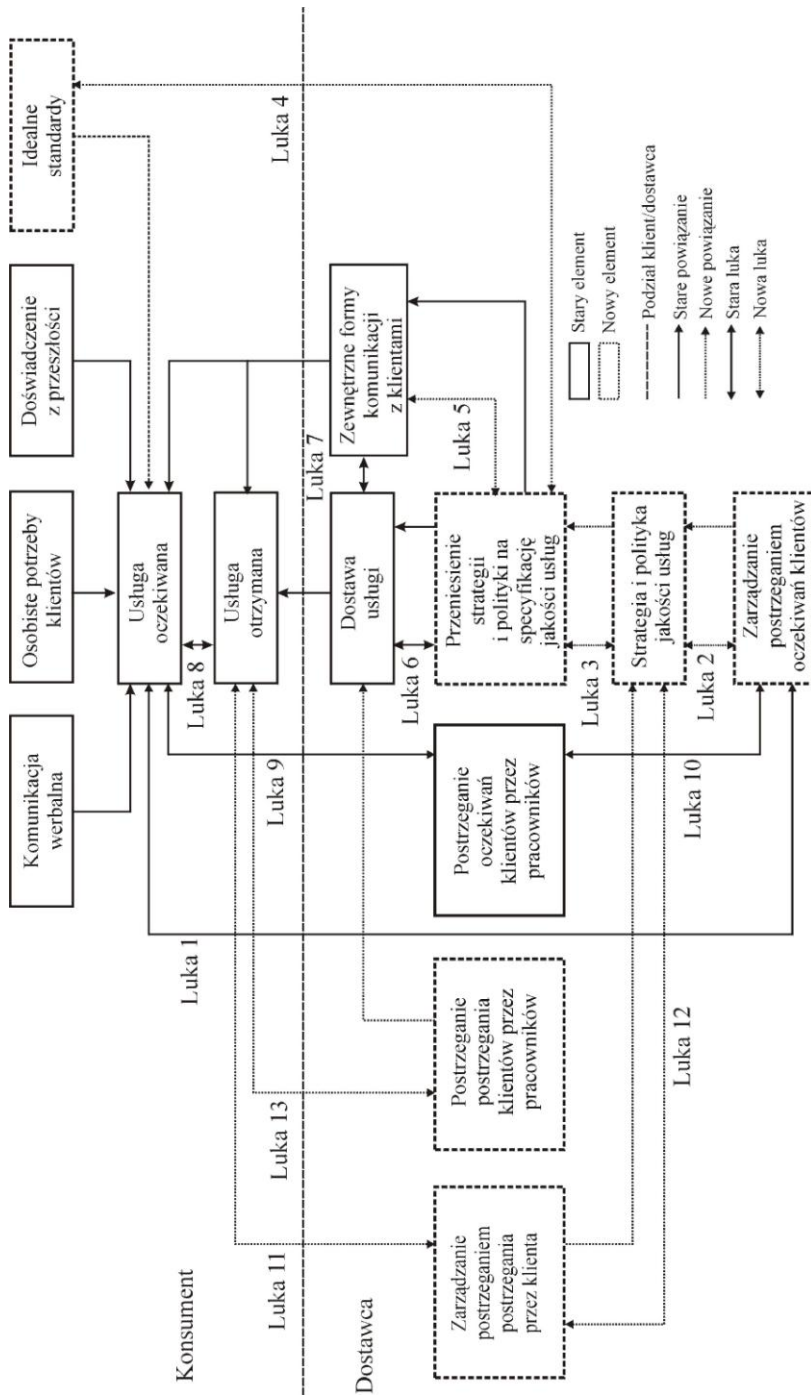 Komunikacja
werbalna
Osobiste potrzeby
klientów
Doświadczenie
z przeszłości
Idealne
standardy
Usługa
oczekiwana
Luka 8
Usługa
otrzymana
Luka 1
Luka 9
Luka 4
Konsument
Luka 11
Luka 13
Dostawca
Dostawa
usługi
Luka 7
Zewnętrzne formy
komunikacji
z klientami
Luka 6
Luka 5
Zarządzanie
postrzeganiem
postrzegania
przez klienta
Postrzeganie
postrzegania
klientów przez
pracowników
Postrzeganie
oczekiwań
klientów przez
pracowników
Przeniesienie
strategii
i polityki na
specyfikację
jakości usług
Luka 3
Strategia i polityka
jakości usług
Luka 12
Luka 10
Luka 2
Zarządzanie
postrzeganiem
oczekiwań klientów
Stary element
Nowy element
Podział klient/dostawca
Stare powiązanie
Nowe powiązanie
Stara luka
Nowa luka